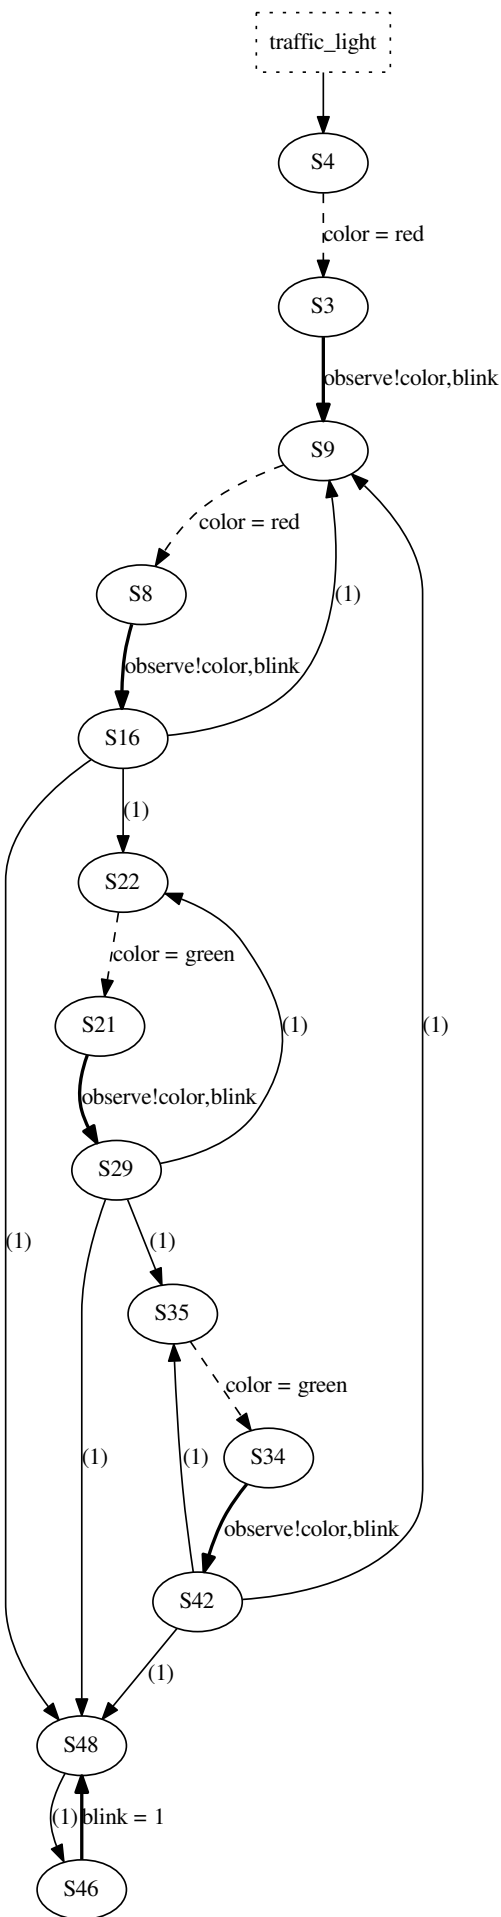 traffic_light
S4
color = red
S3
observe!color,blink
S9
color = red
S8
(1)
observe!color,blink
S16
(1)
S22
color = green
S21
(1)
(1)
observe!color,blink
S29
(1)
(1)
S35
color = green
S34
(1)
(1)
observe!color,blink
S42
(1)
S48
(1)
blink = 1
S46